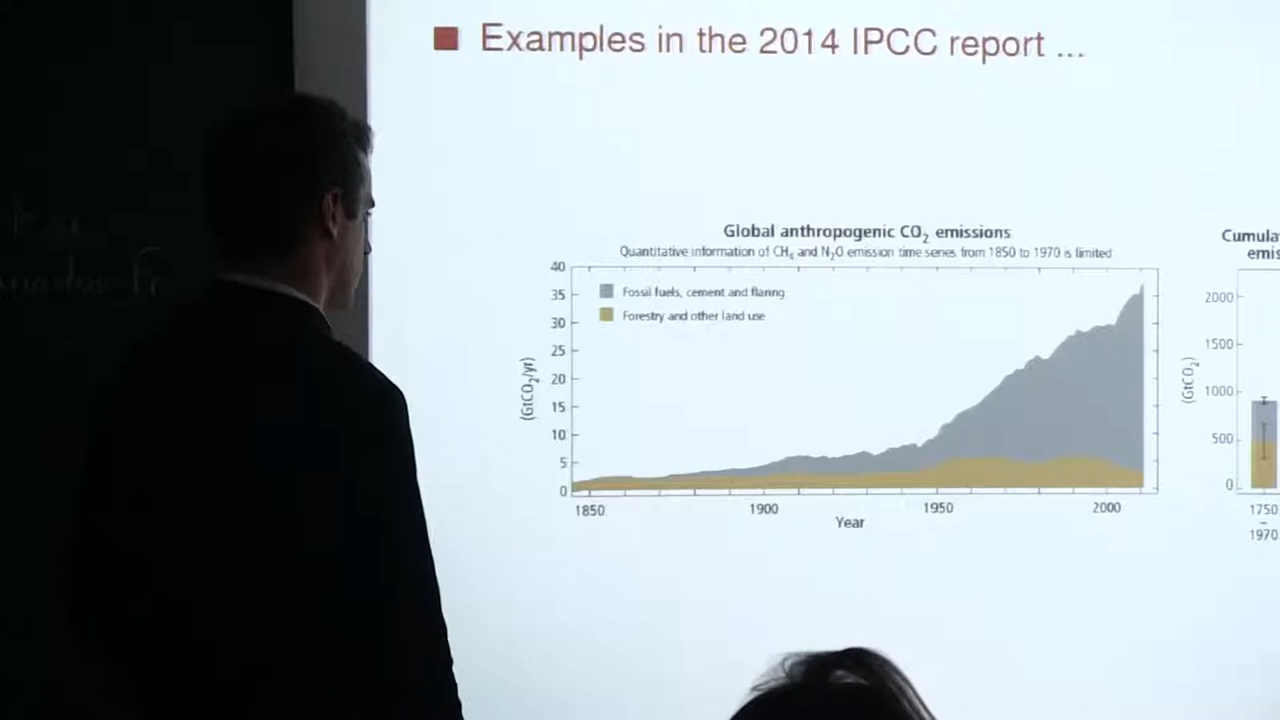 Examples in the 2014 IPCC report ...
Global anthropogenic CO₂ emissions
Quantitative information of CH₄ and N₂O emission time series from 1850 to 1970 is limited
40
35
30
25
20
15
10
5
0
(GtCO₂/yr)
Fossil fuels, cement and flaring
Forestry and other land use
1850
1900
1950
2000
Year
Cumula
emis
2000
1500
1000
500
0
(GtCO₂)
1750
–
1970